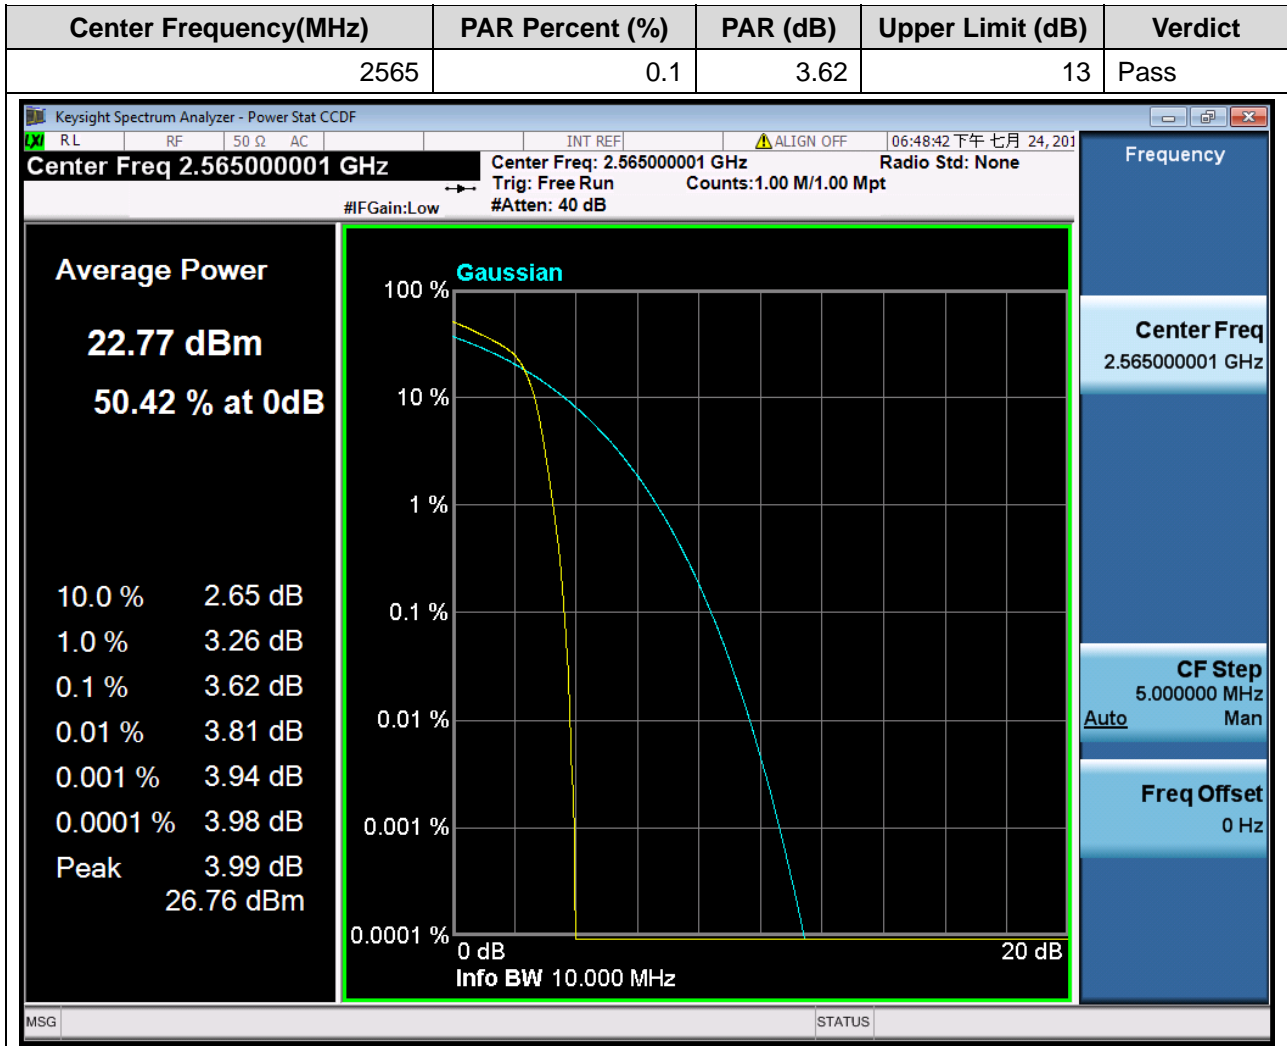 Center Frequency(MHz) PAR Percent (%) PAR (dB) Upper Limit (dB) Verdict
2565 0.1 3.62 13 Pass
Keysight Spectrum Analyzer - Power Stat CCDF
LXI RL RF 50 Ω AC INT REF ALIGN OFF 06:48:42 下午 七月 24, 201
Center Freq 2.565000001 GHz
Center Freq: 2.565000001 GHz Radio Std: None
Trig: Free Run Counts:1.00 M/1.00 Mpt
#IFGain:Low #Atten: 40 dB
Average Power
22.77 dBm
50.42 % at 0dB
10.0 % 2.65 dB
1.0 % 3.26 dB
0.1 % 3.62 dB
0.01 % 3.81 dB
0.001 % 3.94 dB
0.0001 % 3.98 dB
Peak 3.99 dB
26.76 dBm
Gaussian
100 %
10 %
1 %
0.1 %
0.01 %
0.001 %
0.0001 %
0 dB 20 dB
Info BW 10.000 MHz
Frequency
Center Freq
2.565000001 GHz
CF Step
5.000000 MHz
Auto Man
Freq Offset
0 Hz
MSG STATUS